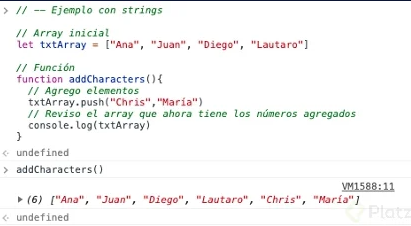 // —— Ejemplo con strings
// Array inicial
let txtArray = ["Ana", "Juan", "Diego", "Lautaro"]
// Función
function addCharacters(){
// Agrego elementos
txtArray.push("Chris","María")
// Reviso el array que ahora tiene los números agregados
console.log(txtArray)
}
undefined
addCharacters()
VM1588:11
(6) ["Ana", "Juan", "Diego", "Lautaro", "Chris", "María"]
undefined
Platz